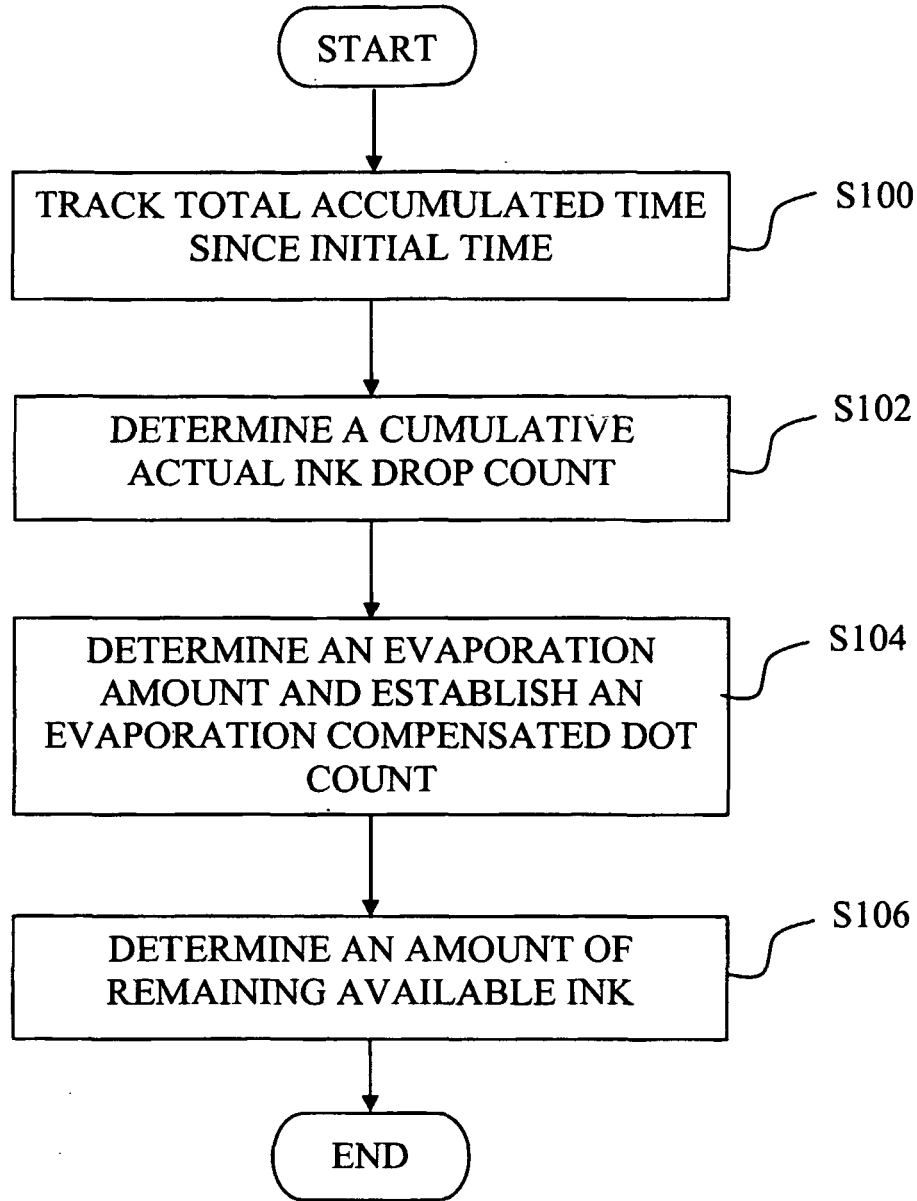 START
TRACK TOTAL ACCUMULATED TIME
SINCE INITIAL TIME
S100
DETERMINE A CUMULATIVE
ACTUAL INK DROP COUNT
S102
DETERMINE AN EVAPORATION
AMOUNT AND ESTABLISH AN
EVAPORATION COMPENSATED DOT
COUNT
S104
DETERMINE AN AMOUNT OF
REMAINING AVAILABLE INK
S106
END